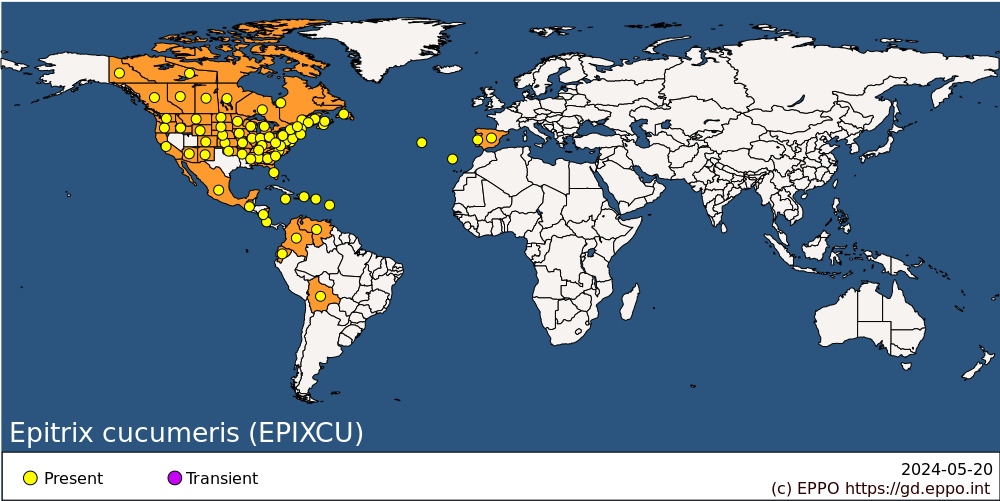 Epitrix cucumeris (EPIXCU)
Present
Transient
2024-05-20
(c) EPPO https://gd.eppo.int